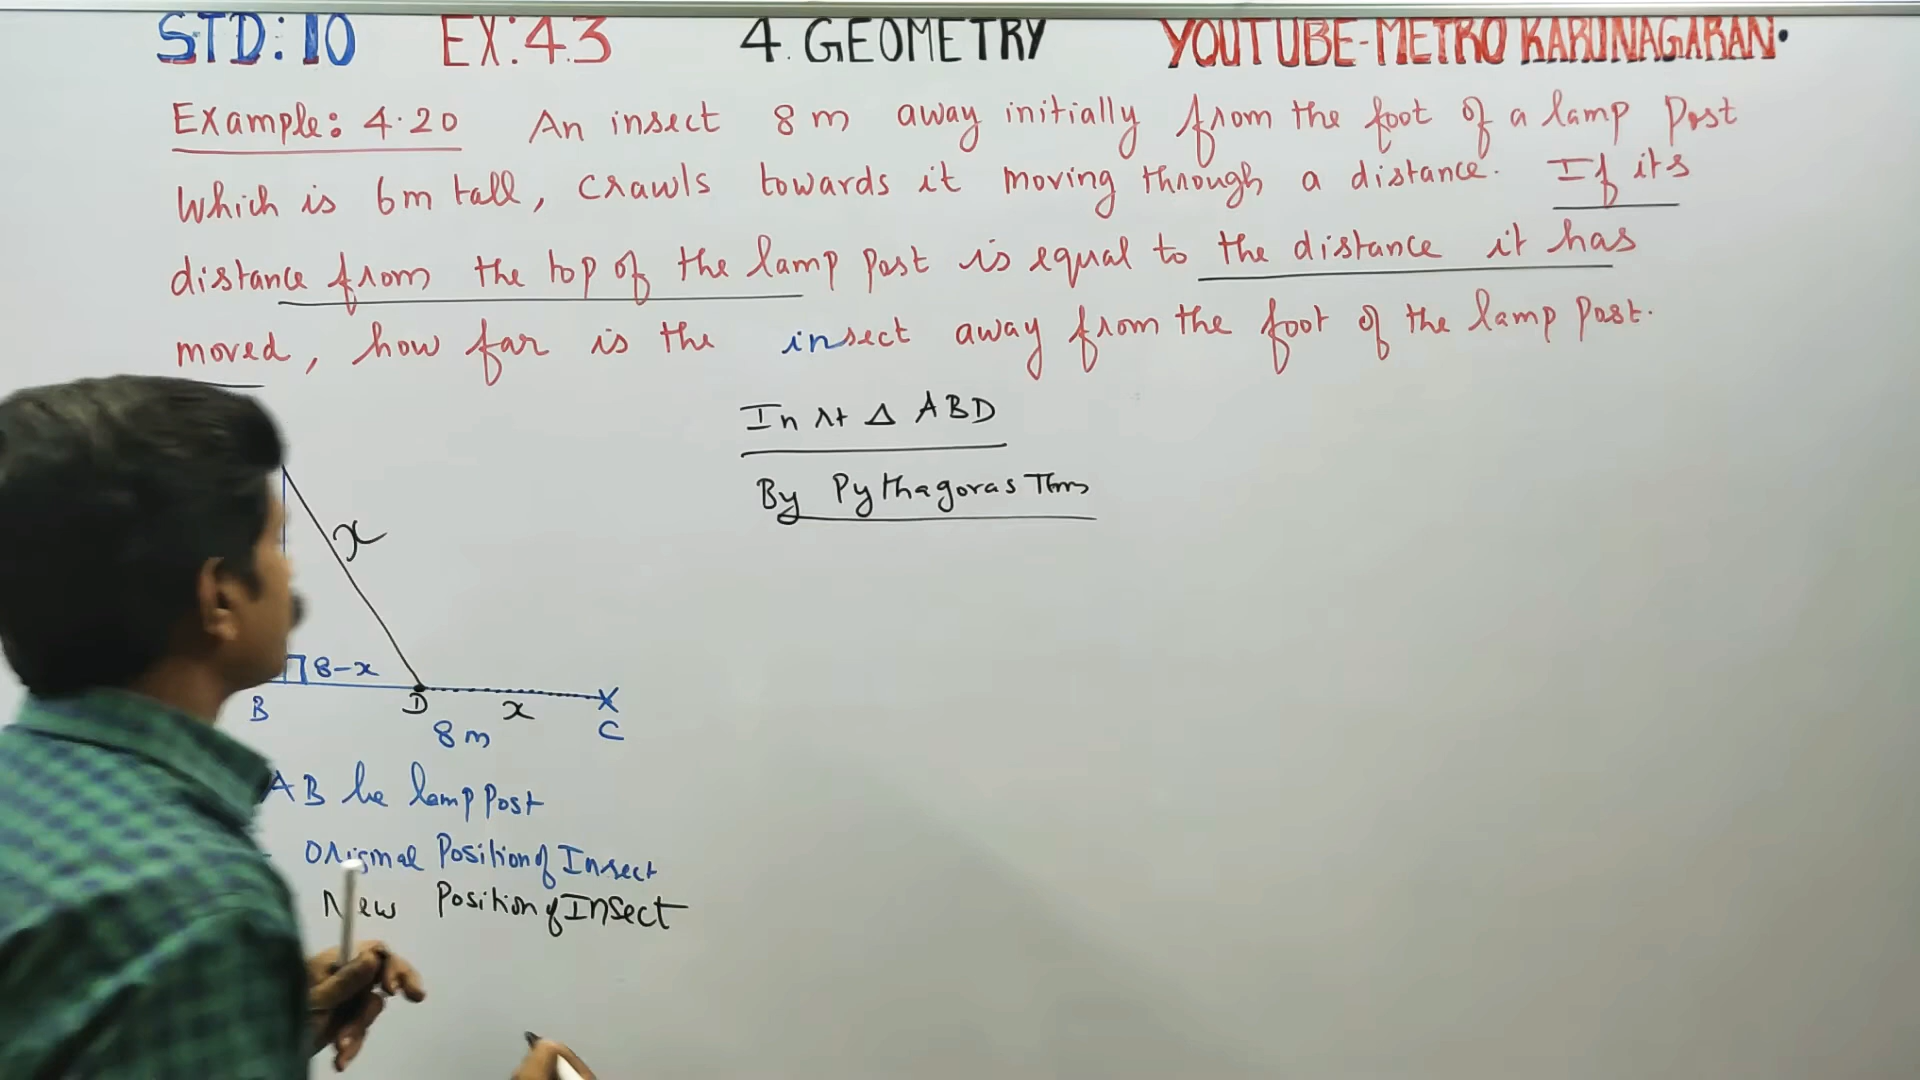 STD: 10 EX: 4.3 4. GEOMETRY YOUTUBE-METRO KARUNAGARAN.
Example: 4.20 An insect 8 m away initially from the foot of a lamp post
which is 6m tall, crawls towards it moving through a distance. If its
distance from the top of the lamp post is equal to the distance it has
moved, how far is the insect away from the foot of the lamp post.
In rt Δ ABD
By Pythagoras Thm
x
8-x
B D x C
8 m
AB be lamp post
Original Position of Insect
New Position of Insect